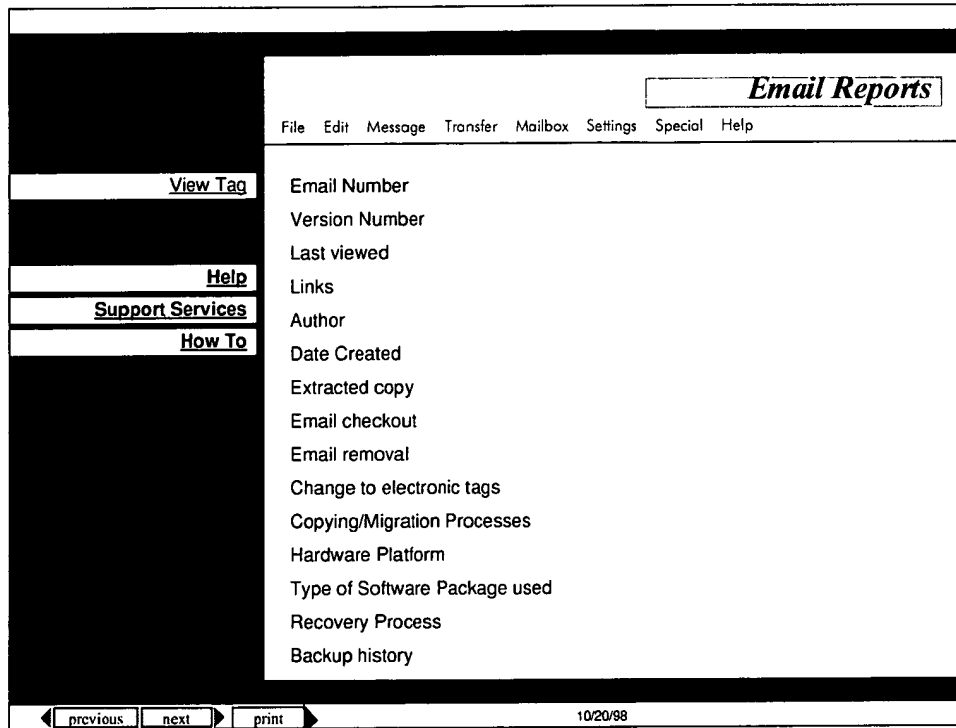 Email Reports
File Edit Message Transfer Mailbox Settings Special Help
View Tag
Help
Support Services
How To
Email Number
Version Number
Last viewed
Links
Author
Date Created
Extracted copy
Email checkout
Email removal
Change to electronic tags
Copying/Migration Processes
Hardware Platform
Type of Software Package used
Recovery Process
Backup history
previous next print 10/20/98